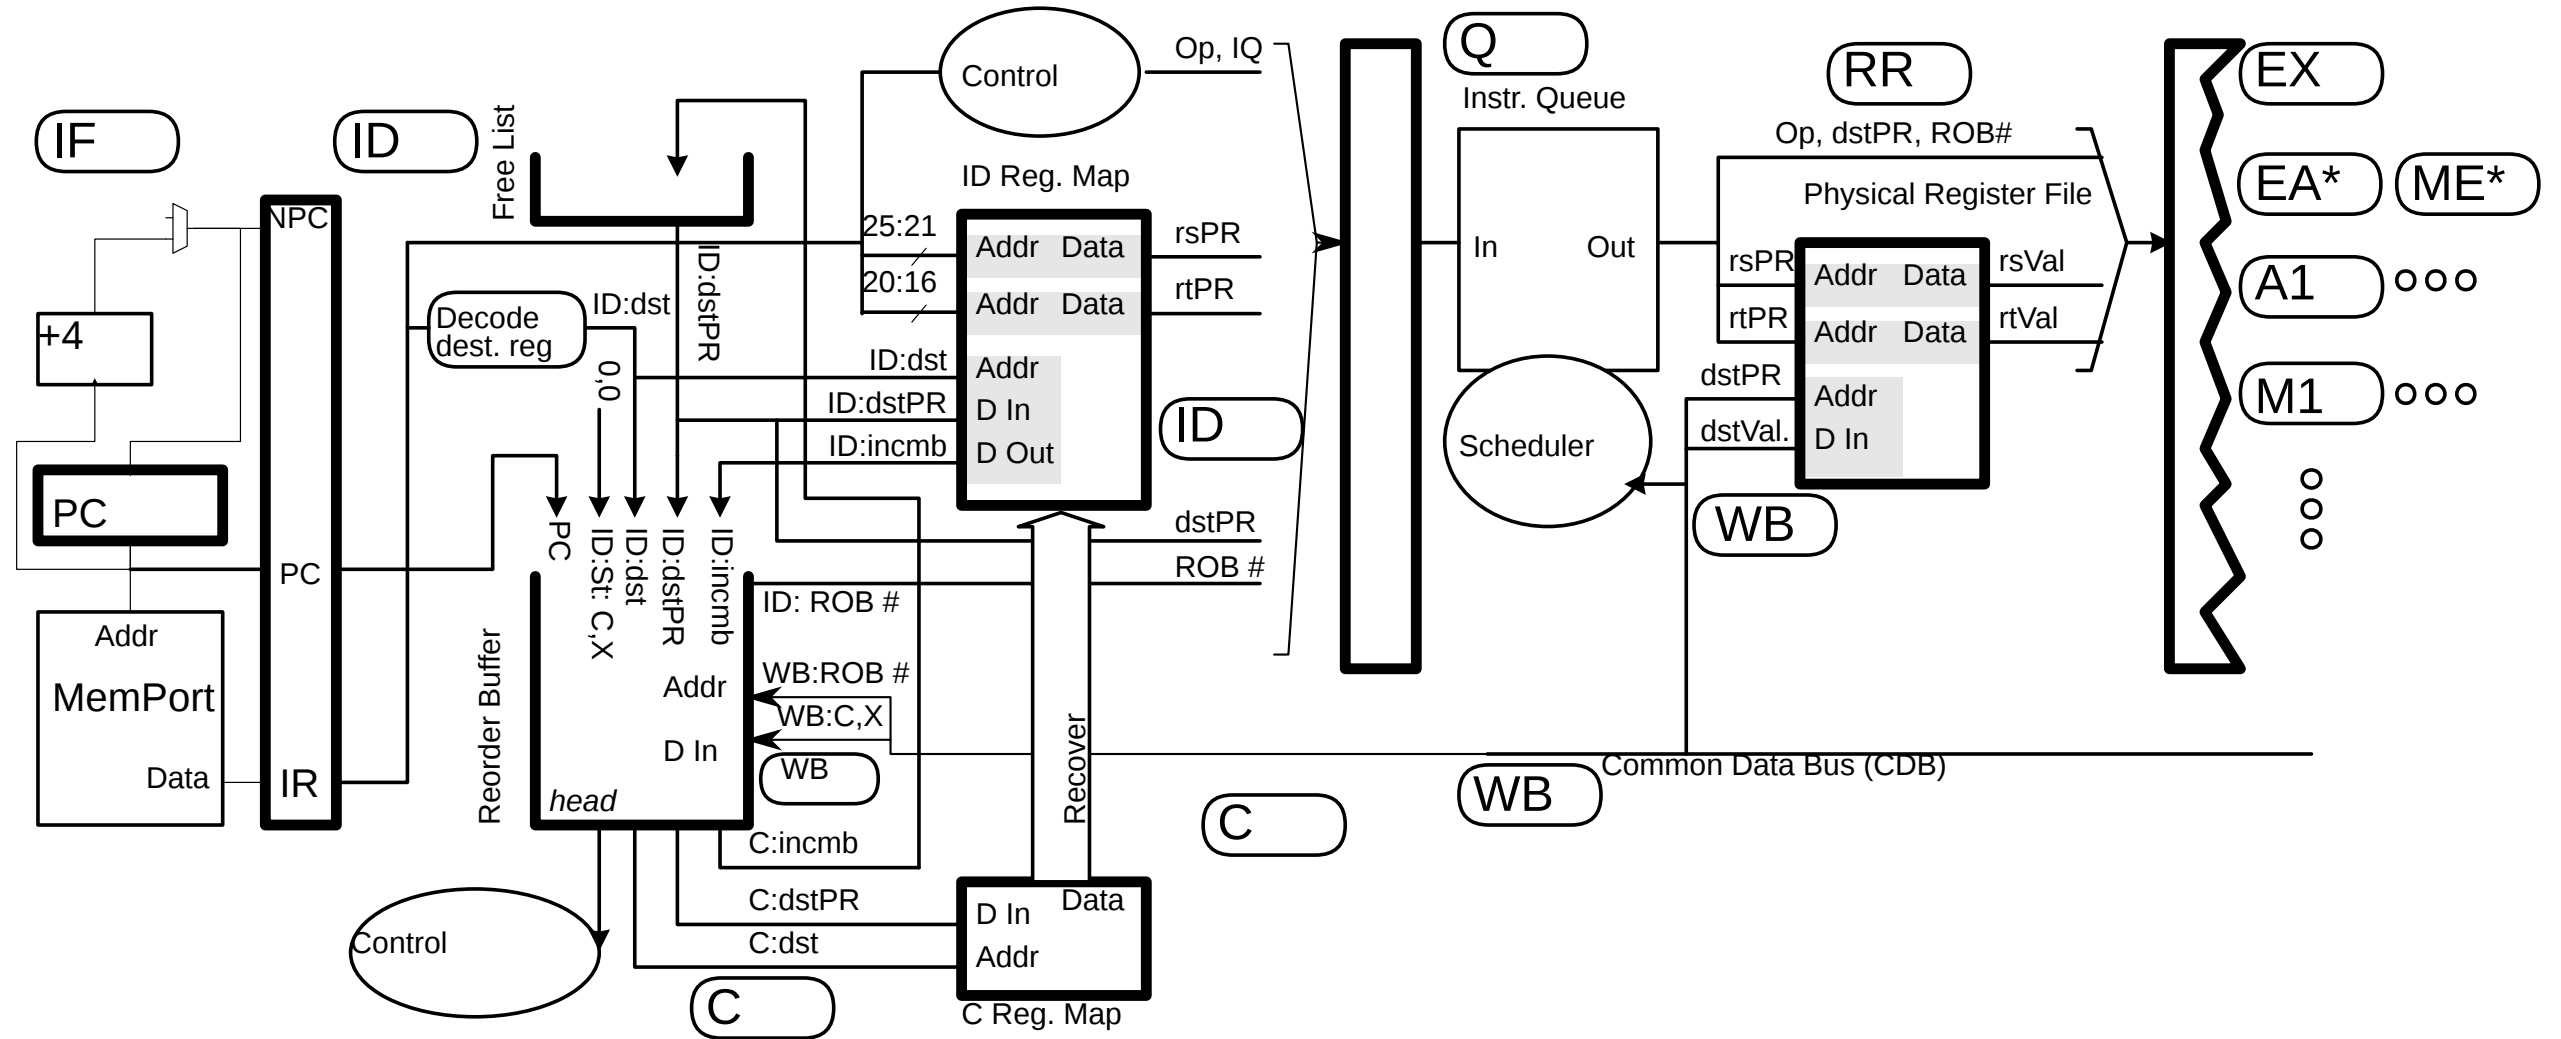 IF
NPC
+4
PC
PC
Addr
MemPort
Data
IR
ID
Free List
ID:dstPR
Decode
dest. reg
ID:dst
0,0
Control
Op, IQ
ID Reg. Map
25:21
20:16
Addr Data
Addr Data
rsPR
rtPR
ID:dst
ID:dstPR
ID:incmb
Addr
D In
D Out
ID
dstPR
ROB #
PC
ID:St: C,X
ID:dst
ID:dstPR
ID:incmb
ID: ROB #
Reorder Buffer
Addr
D In
head
WB:ROB #
WB:C,X
WB
C:incmb
C:dstPR
C:dst
Control
C
Recover
D In
Data
Addr
C Reg. Map
C
Q
Instr. Queue
In
Out
Scheduler
RR
Op, dstPR, ROB#
Physical Register File
rsPR
rtPR
Addr Data
Addr Data
rsVal
rtVal
dstPR
dstVal.
Addr
D In
WB
WB
Common Data Bus (CDB)
EX
EA*
ME*
A1
M1